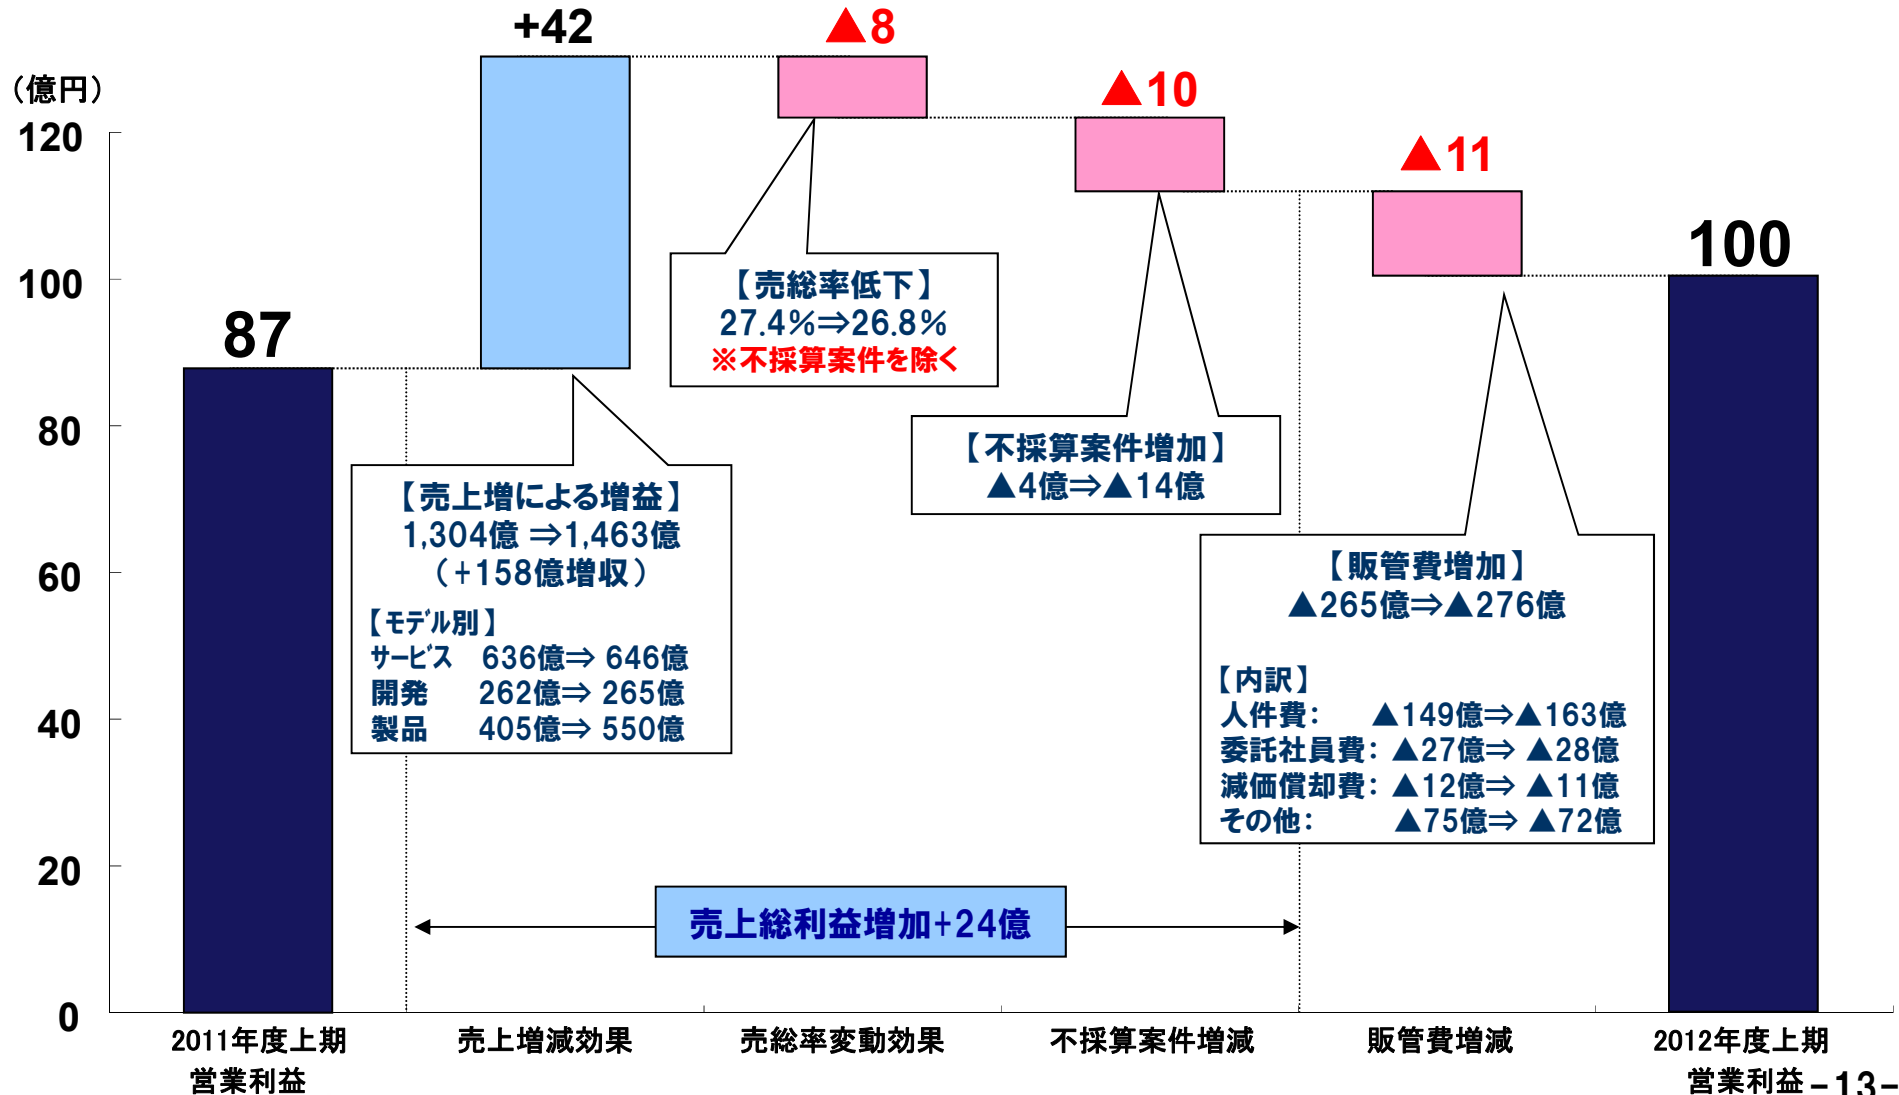 （億円）
120
100
80
60
40
20
0
87
+42
▲8
▲10
▲11
100
【売上増による増益】
1,304億 ⇒1,463億
（+158億増収）
【モデル別】
サービス 636億⇒ 646億
開発 262億⇒ 265億
製品 405億⇒ 550億
【売総率低下】
27.4%⇒26.8%
※不採算案件を除く
【不採算案件増加】
▲4億⇒▲14億
【販管費増加】
▲265億⇒▲276億
【内訳】
人件費： ▲149億⇒▲163億
委託社員費： ▲27億⇒ ▲28億
減価償却費： ▲12億⇒ ▲11億
その他： ▲75億⇒ ▲72億
売上総利益増加+24億
2011年度上期
営業利益
売上増減効果
売総率変動効果
不採算案件増減
販管費増減
2012年度上期
営業利益
-13-